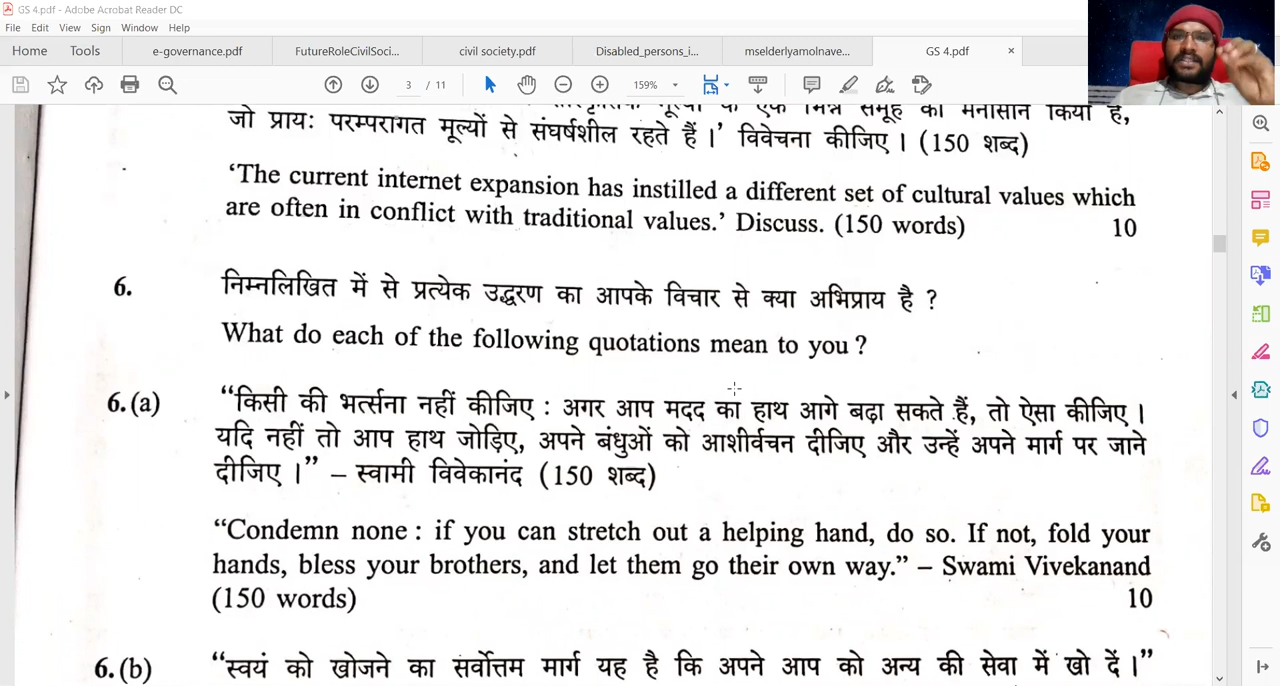 GS 4.pdf - Adobe Acrobat Reader DC
File Edit View Sign Window Help
Home Tools e-governance.pdf FutureRoleCivilSoci... civil society.pdf Disabled_persons_i... mselderlyamolnave... GS 4.pdf ×
3 / 11 159%
जो प्रायः परम्परागत मूल्यों से संघर्षशील रहते हैं।’ विवेचना कीजिए। (150 शब्द)
‘The current internet expansion has instilled a different set of cultural values which
are often in conflict with traditional values.’ Discuss. (150 words) 10
6. निम्नलिखित में से प्रत्येक उद्धरण का आपके विचार से क्या अभिप्राय है ?
What do each of the following quotations mean to you ?
6.(a) “किसी की भर्त्सना नहीं कीजिए : अगर आप मदद का हाथ आगे बढ़ा सकते हैं, तो ऐसा कीजिए।
यदि नहीं तो आप हाथ जोड़िए, अपने बंधुओं को आशीर्वचन दीजिए और उन्हें अपने मार्ग पर जाने
दीजिए।” – स्वामी विवेकानंद (150 शब्द)
“Condemn none : if you can stretch out a helping hand, do so. If not, fold your
hands, bless your brothers, and let them go their own way.” – Swami Vivekanand
(150 words) 10
6.(b) “स्वयं को खोजने का सर्वोत्तम मार्ग यह है कि अपने आप को अन्य की सेवा में खो दें।”